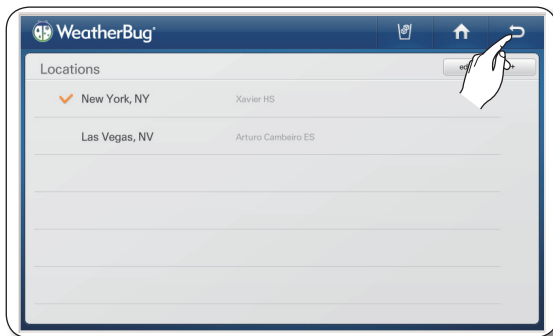 WeatherBug®
Locations
New York, NY Xavier HS
Las Vegas, NV Arturo Cambeiro ES